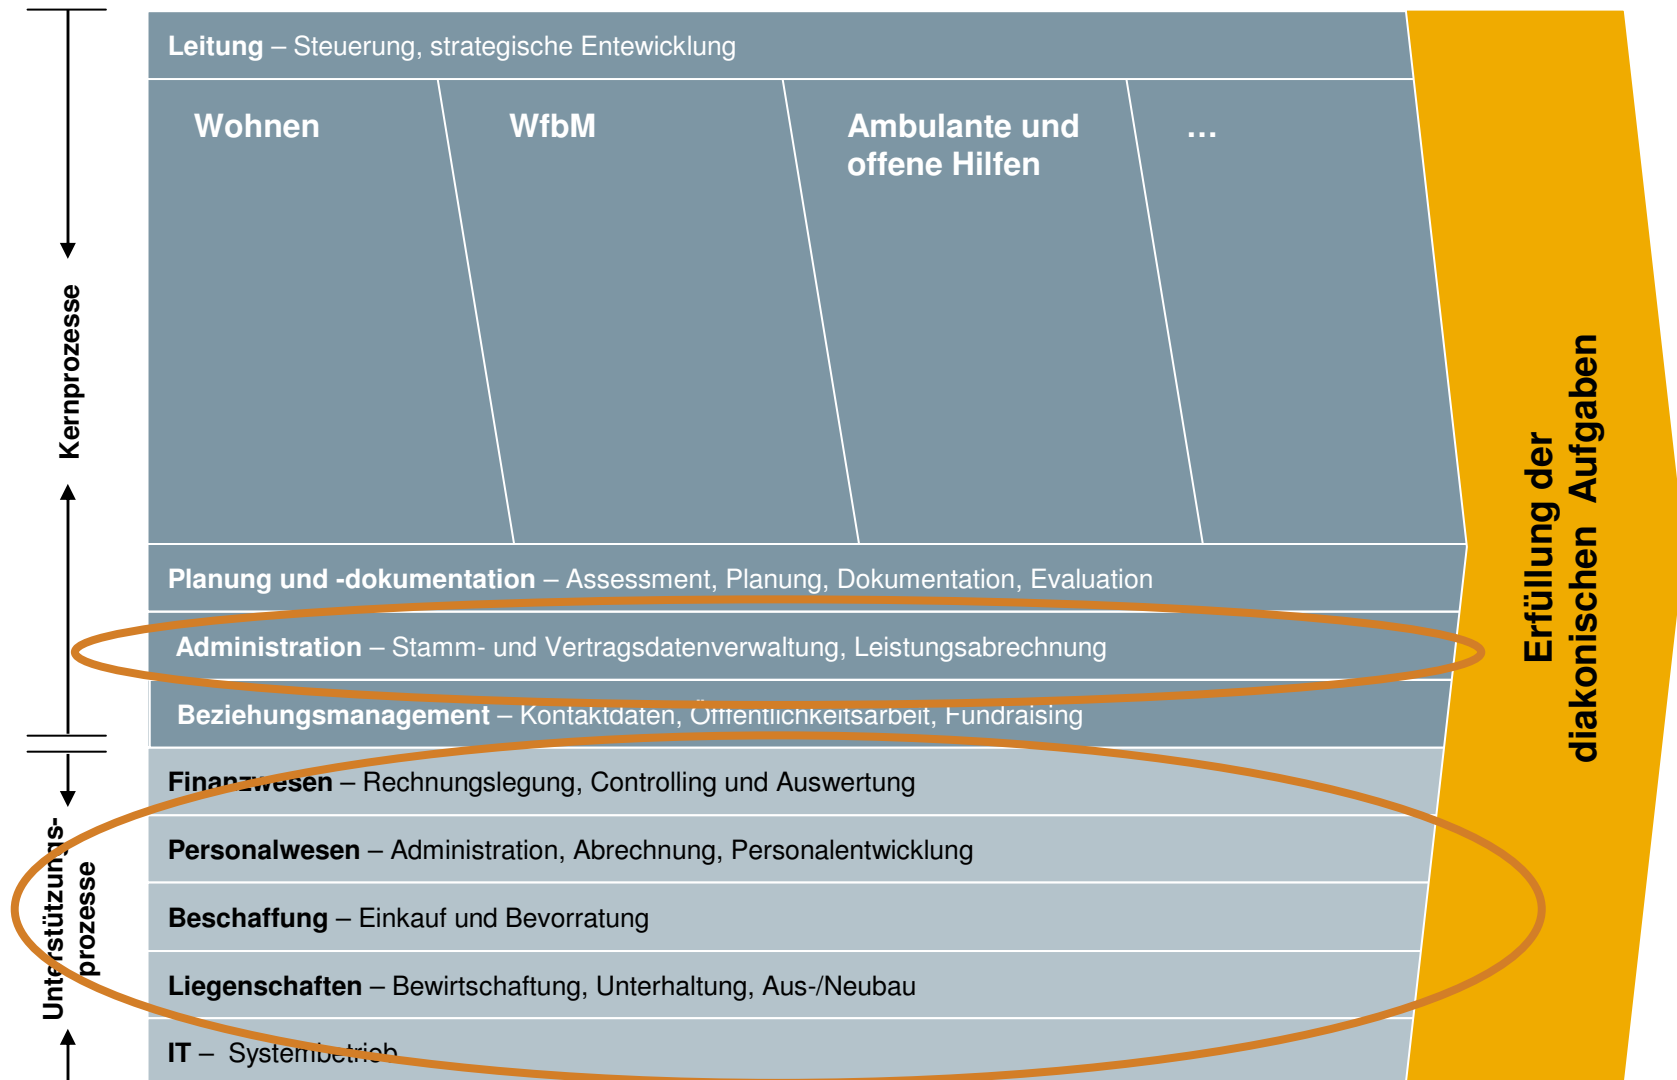 Leitung – Steuerung, strategische Entewicklung
Wohnen
WfbM
Ambulante und
offene Hilfen
...
Kernprozesse
Planung und -dokumentation – Assessment, Planung, Dokumentation, Evaluation
Administration – Stamm- und Vertragsdatenverwaltung, Leistungsabrechnung
Beziehungsmanagement – Kontaktdaten, Öffentlichkeitsarbeit, Fundraising
Finanzwesen – Rechnungslegung, Controlling und Auswertung
Personalwesen – Administration, Abrechnung, Personalentwicklung
Beschaffung – Einkauf und Bevorratung
Liegenschaften – Bewirtschaftung, Unterhaltung, Aus-/Neubau
IT – Systembetrieb
Unterstützungs-
prozesse
Erfüllung der
diakonischen Aufgaben